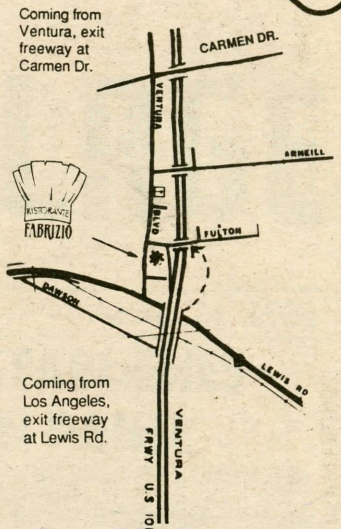 Coming from
Ventura, exit
freeway at
Carmen Dr.
CARMEN DR.
VENTURA
BLVD
ARNEILL
FULTON
RISTORANTE
FABRIZIO
DAWSON
LEWIS RD
Coming from
Los Angeles,
exit freeway
at Lewis Rd.
VENTURA
FRWY U.S 101